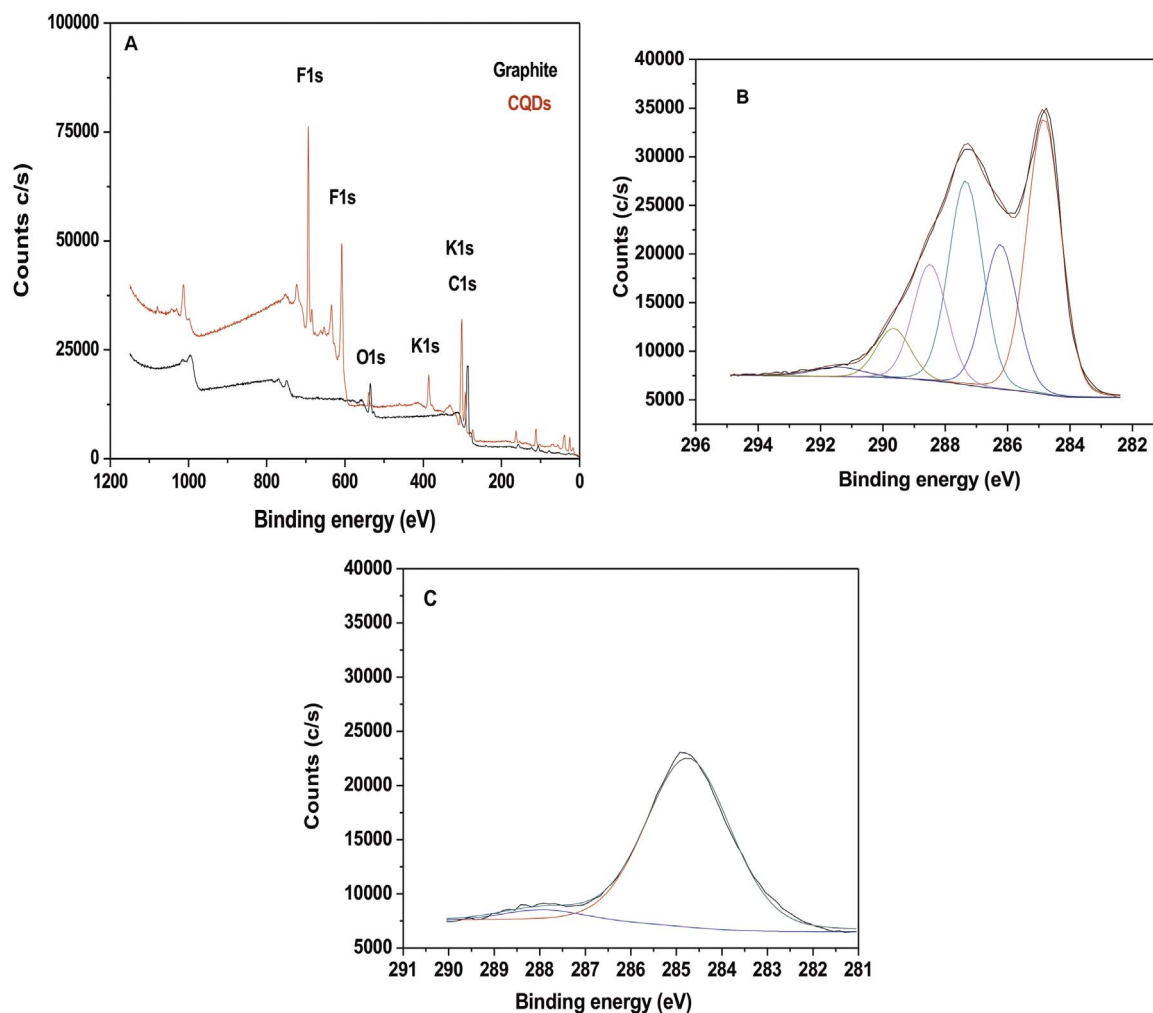 A
100000
75000
50000
25000
0
Counts c/s)
F1s
F1s
O1s
K1s
K1s
C1s
Graphite
CQDs
1200 1000 800 600 400 200 0
Binding energy (eV)
B
40000
35000
30000
25000
20000
15000
10000
5000
Counts (c/s)
296 294 292 290 288 286 284 282
Binding energy (eV)
C
40000
35000
30000
25000
20000
15000
10000
5000
Counts (c/s)
291 290 289 288 287 286 285 284 283 282 281
Binding energy (eV)